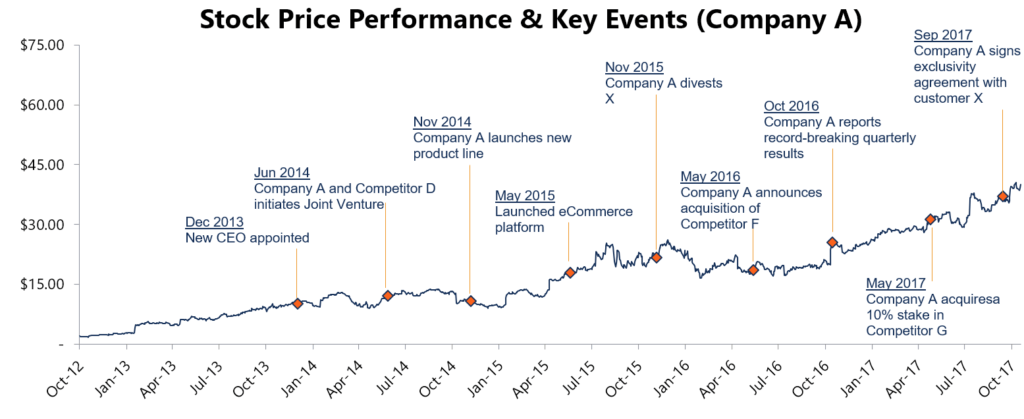 Stock Price Performance & Key Events (Company A)
$75.00
$60.00
$45.00
$30.00
$15.00
-
Dec 2013
New CEO appointed
Jun 2014
Company A and Competitor D
initiates Joint Venture
Nov 2014
Company A launches new
product line
May 2015
Launched eCommerce
platform
Nov 2015
Company A divests
X
May 2016
Company A announces
acquisition of
Competitor F
Oct 2016
Company A reports
record-breaking quarterly
results
May 2017
Company A acquiresa
10% stake in
Competitor G
Sep 2017
Company A signs
exclusivity
agreement with
customer X
Oct-12
Jan-13
Apr-13
Jul-13
Oct-13
Jan-14
Apr-14
Jul-14
Oct-14
Jan-15
Apr-15
Jul-15
Oct-15
Jan-16
Apr-16
Jul-16
Oct-16
Jan-17
Apr-17
Jul-17
Oct-17